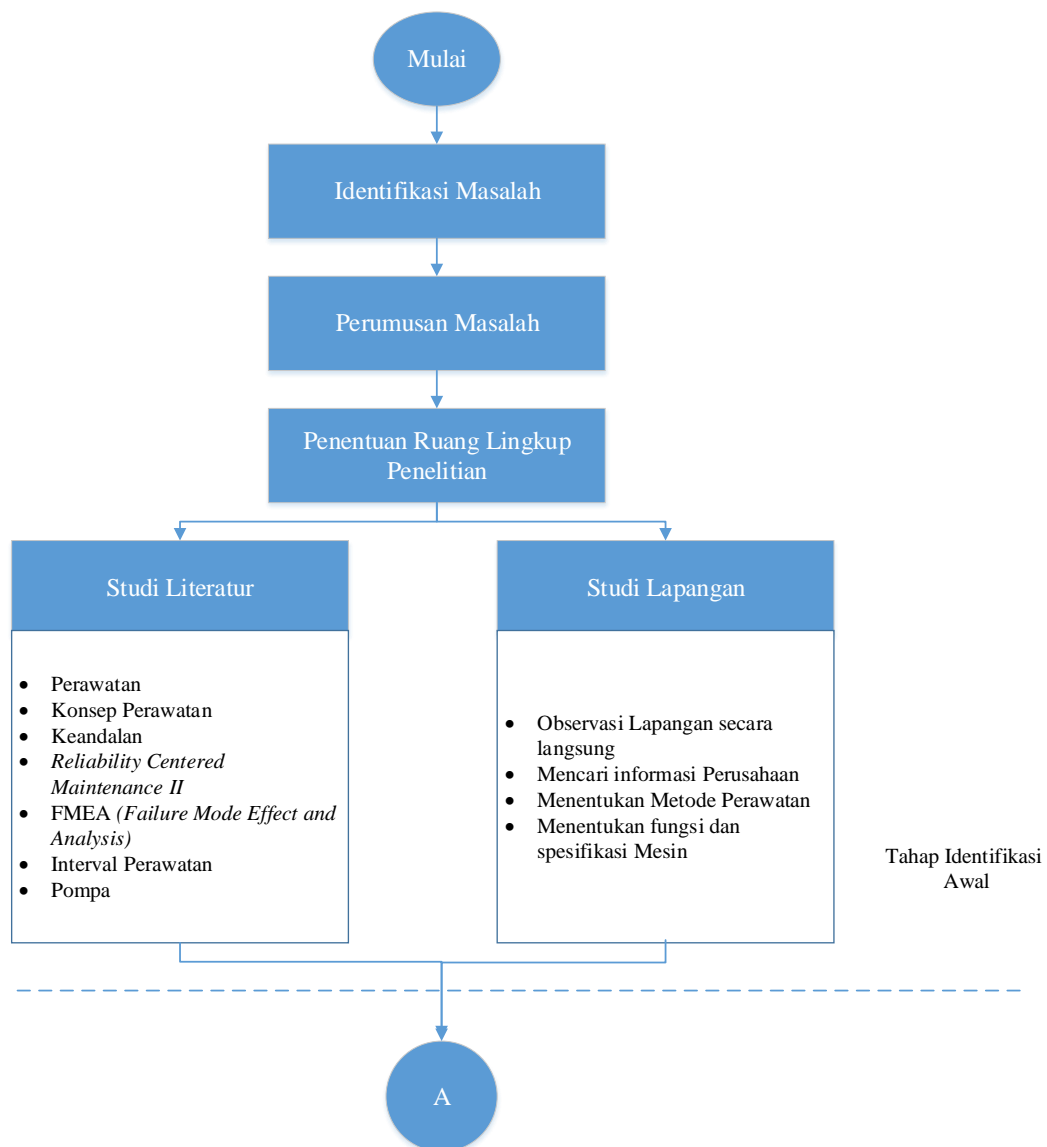 Mulai
Identifikasi Masalah
Perumusan Masalah
Penentuan Ruang Lingkup
Penelitian
Studi Literatur
• Perawatan
• Konsep Perawatan
• Keandalan
• Reliability Centered
Maintenance II
• FMEA (Failure Mode Effect and
Analysis)
• Interval Perawatan
• Pompa
Studi Lapangan
• Observasi Lapangan secara
langsung
• Mencari informasi Perusahaan
• Menentukan Metode Perawatan
• Menentukan fungsi dan
spesifikasi Mesin
Tahap Identifikasi
Awal
A